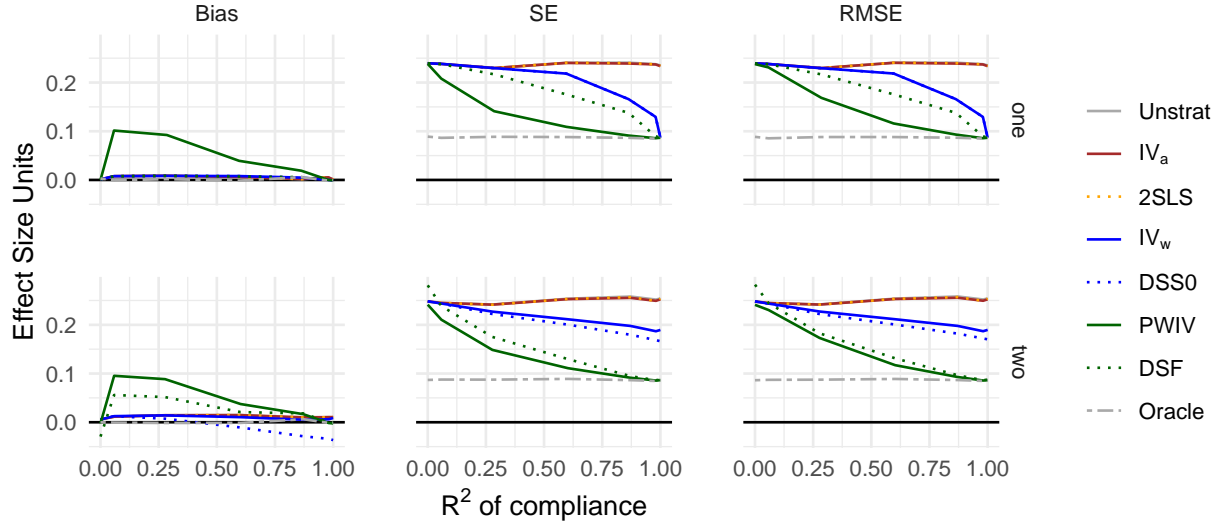 Bias
SE
RMSE
Effect Size Units
0.2
0.1
0.0
one
0.2
0.1
0.0
two
0.00 0.25 0.50 0.75 1.00
0.00 0.25 0.50 0.75 1.00
0.00 0.25 0.50 0.75 1.00
R² of compliance
Unstrat
IVₐ
2SLS
IV_w
DSS0
PWIV
DSF
Oracle